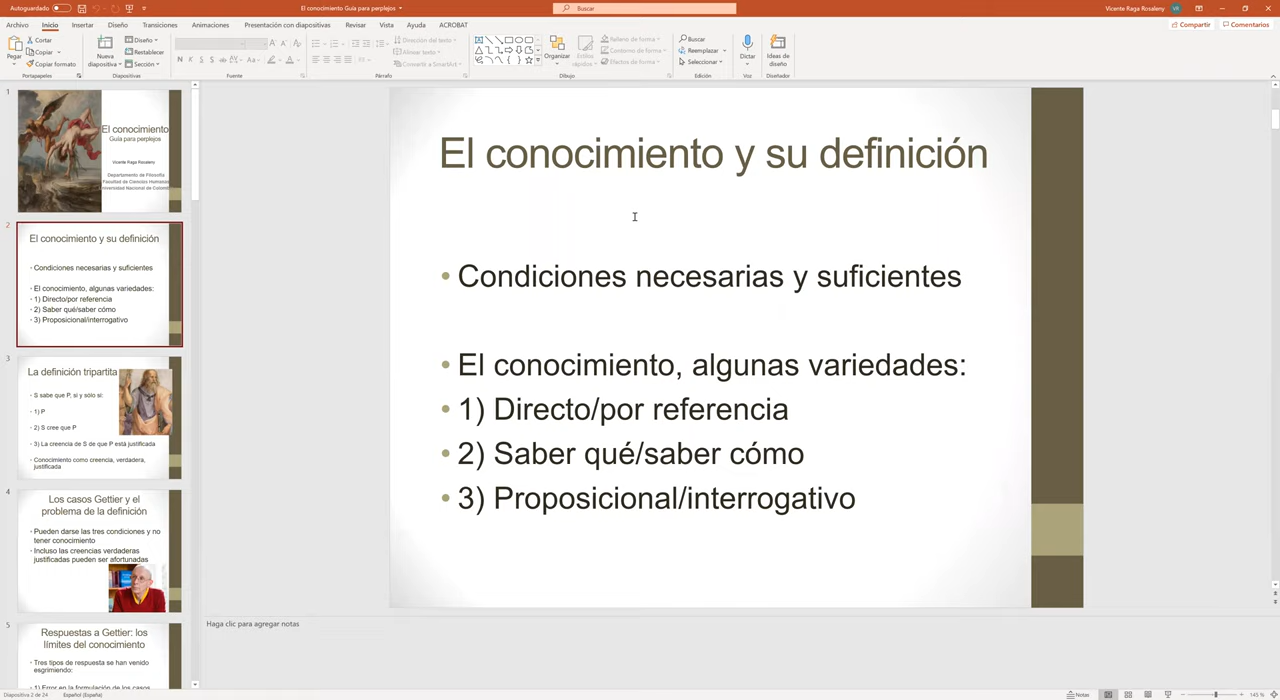 Autoguardado
El conocimiento Guía para perplejos
Buscar
Vicente Raga Rosaleny
VR
Archivo Inicio Insertar Diseño Transiciones Animaciones Presentación con diapositivas Revisar Vista Ayuda ACROBAT
Compartir Comentarios
Pegar
Cortar
Copiar
Copiar formato
Portapapeles
Nueva diapositiva
Diseño
Restablecer
Sección
Diapositivas
N K S S ab AV Aa A
Fuente
Dirección del texto
Alinear texto
Convertir a SmartArt
Párrafo
Organizar
Estilos rápidos
Relleno de forma
Contorno de forma
Efectos de forma
Dibujo
Buscar
Reemplazar
Seleccionar
Edición
Dictar
Voz
Ideas de diseño
Diseñador
1
El conocimiento
Guía para perplejos
Vicente Raga Rosaleny
Departamento de Filosofía
Facultad de Ciencias Humanas
2
El conocimiento y su definición
• Condiciones necesarias y suficientes
• El conocimiento, algunas variedades:
• 1) Directo/por referencia
• 2) Saber qué/saber cómo
• 3) Proposicional/interrogativo
3
La definición tripartita
• S sabe que P, si y sólo si:
• 1) P
• 2) S cree que P
• 3) La creencia de S de que P está justificada
• Conocimiento como creencia, verdadera,
justificada
4
Los casos Gettier y el
problema de la definición
• Pueden darse las tres condiciones y no
tener conocimiento
• Incluso las creencias verdaderas
justificadas pueden ser afortunadas
5
Respuestas a Gettier: los
límites del conocimiento
• Tres tipos de respuesta se han venido
esgrimiendo:
• 1) Error en la formulación de los casos
El conocimiento y su definición
• Condiciones necesarias y suficientes
• El conocimiento, algunas variedades:
• 1) Directo/por referencia
• 2) Saber qué/saber cómo
• 3) Proposicional/interrogativo
Haga clic para agregar notas
Diapositiva 2 de 24 Español (España)
Notas
145 %